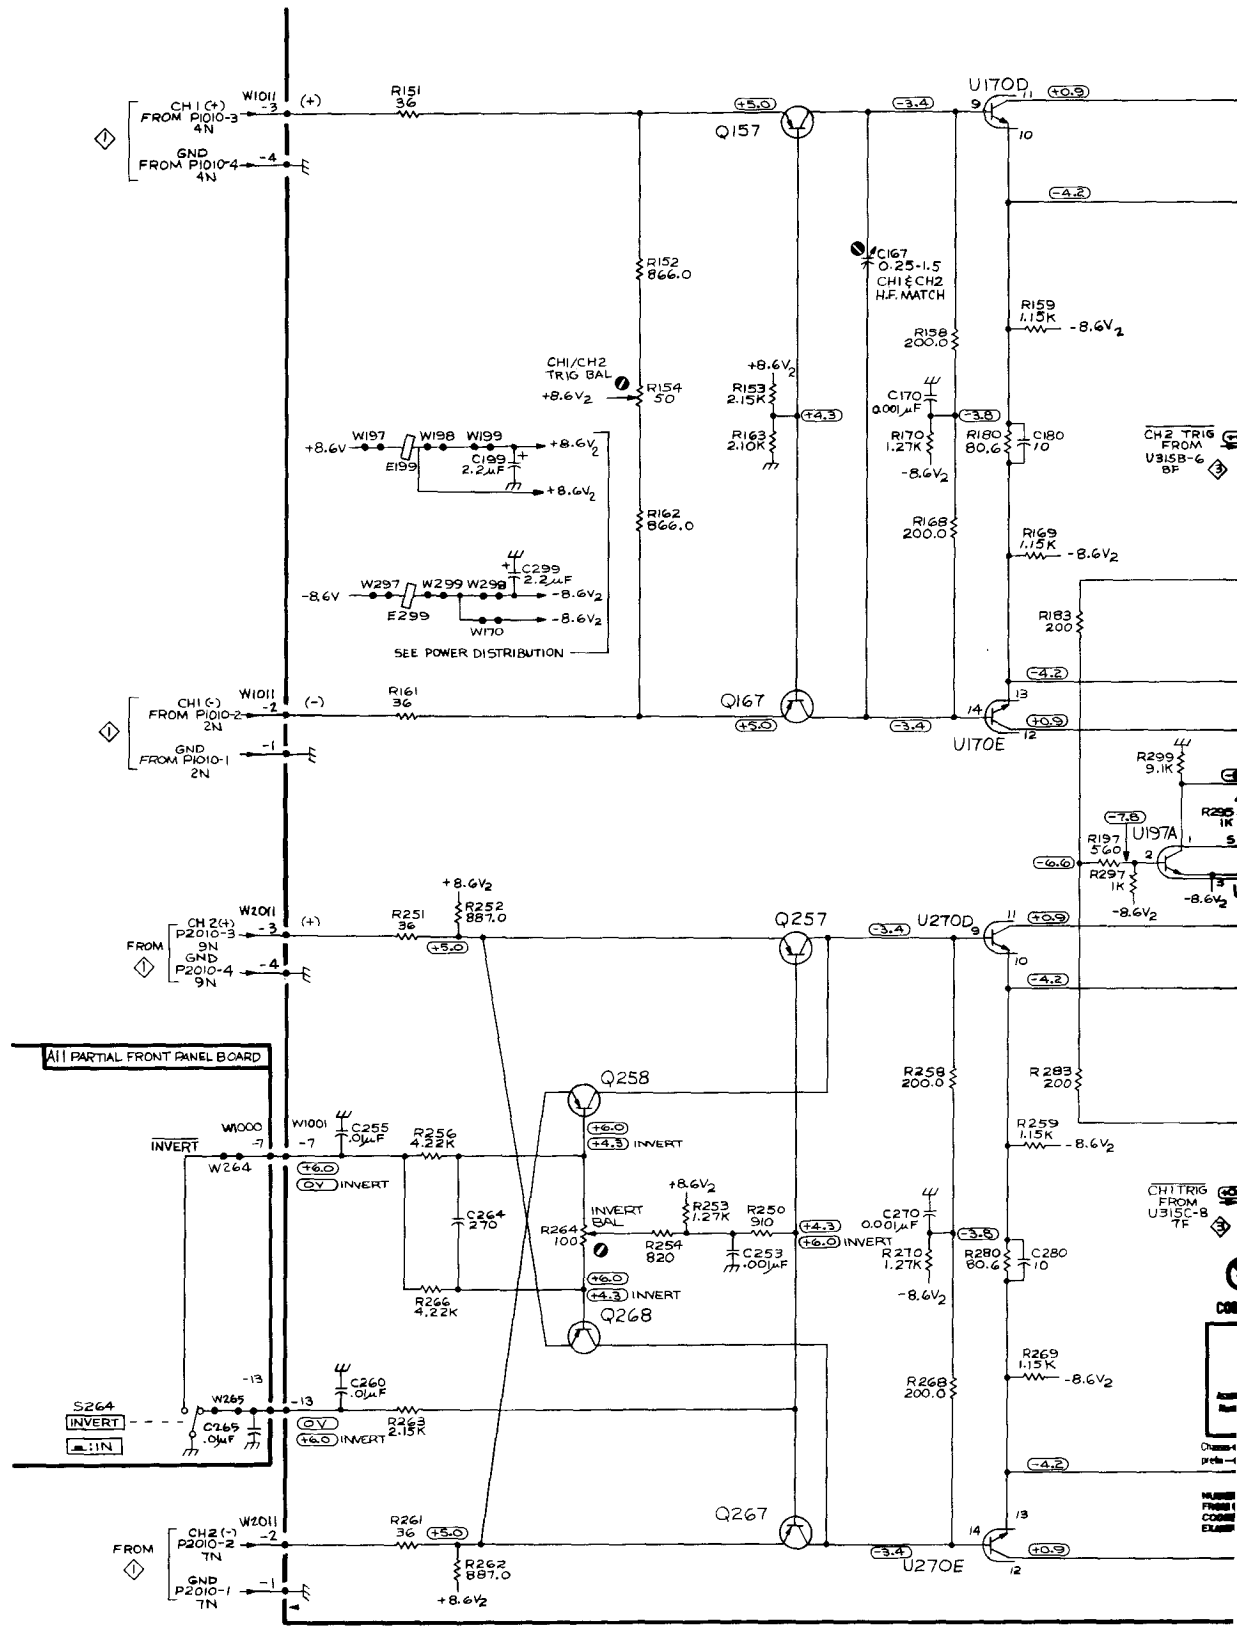 CH 1 (+)
FROM P1010-3
4N
W1011
-3
(+)
R151
36
+5.0
Q157
-3.4
U170D
9
11
10
+0.9
1
GND
FROM P1010-4
4N
-4
-4.2
R152
866.0
C167
0.25-1.5
CH1 & CH2
H.F. MATCH
R159
1.15K
-8.6V2
R158
200.0
CH1/CH2
TRIG BAL
+8.6V2
R154
50
+8.6V2
R153
2.15K
+4.3
R163
2.10K
C170
0.001µF
-3.8
R170
1.27K
-8.6V2
R180
80.6
C180
10
CH2 TRIG
FROM
U315B-6
8F
3
+8.6V
W197
E199
W198
W199
C199
2.2µF
+
+8.6V2
+8.6V2
R162
866.0
R168
200.0
R169
1.15K
-8.6V2
-8.6V
W297
E299
W299
W298
+
C299
2.2µF
-8.6V2
-8.6V2
W170
SEE POWER DISTRIBUTION
R183
200
1
CH1 (-)
FROM P1010-2
2N
W1011
-2
(-)
R161
36
Q167
+5.0
-3.4
-4.2
13
14
+0.9
12
U170E
GND
FROM P1010-1
2N
-1
R299
9.1K
R295
1K
-7.8
U197A
1
-6.6
R197
560
2
R297
1K
-8.6V2
3
-8.6V2
5
+8.6V2
R252
887.0
FROM
1
CH 2 (+)
P2010-3
9N
W2011
-3
(+)
R251
36
+5.0
Q257
-3.4
U270D
9
11
10
+0.9
GND
P2010-4
9N
-4
-4.2
A11 PARTIAL FRONT PANEL BOARD
Q258
R258
200.0
R283
200
INVERT
W1000
-7
W264
W1001
-7
C255
.01µF
+6.0
0V INVERT
R256
4.22K
+6.0
+4.3 INVERT
R259
1.15K
-8.6V2
C264
270
R264
100
INVERT
BAL
R254
820
+8.6V2
R253
1.27K
R250
910
C253
.001µF
+4.3
+6.0 INVERT
C270
0.001µF
-3.8
R270
1.27K
-8.6V2
R280
80.6
C280
10
CH1 TRIG
FROM
U315C-8
7F
3
R266
4.22K
+6.0
+4.3 INVERT
Q268
R268
200.0
R269
1.15K
-8.6V2
S264
INVERT
:IN
W265
-13
C265
.01µF
-13
C260
.01µF
0V
+6.0 INVERT
R263
2.15K
-4.2
FROM
1
CH2 (-)
P2010-2
7N
W2011
-2
R261
36
+5.0
Q267
-3.4
U270E
14
13
12
+0.9
R262
887.0
+8.6V2
GND
P2010-1
7N
-1